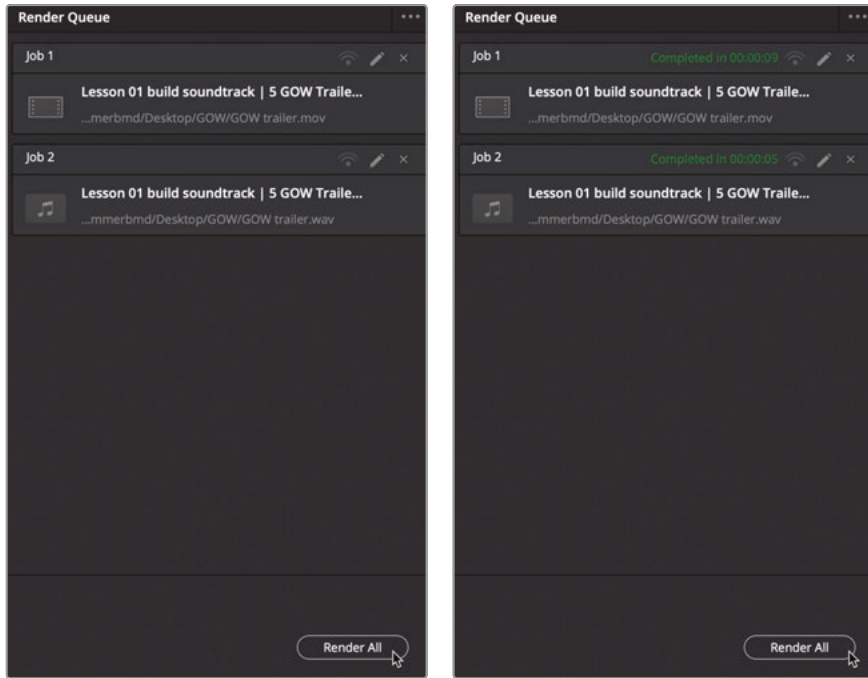 Render Queue
Job 1
Lesson 01 build soundtrack | 5 GOW Traile...
...merbmd/Desktop/GOW/GOW trailer.mov
Job 2
Lesson 01 build soundtrack | 5 GOW Traile...
...mmerbmd/Desktop/GOW/GOW trailer.wav
Render All
Render Queue
Job 1 Completed in 00:00:09
Lesson 01 build soundtrack | 5 GOW Traile...
...merbmd/Desktop/GOW/GOW trailer.mov
Job 2 Completed in 00:00:05
Lesson 01 build soundtrack | 5 GOW Traile...
...mmerbmd/Desktop/GOW/GOW trailer.wav
Render All